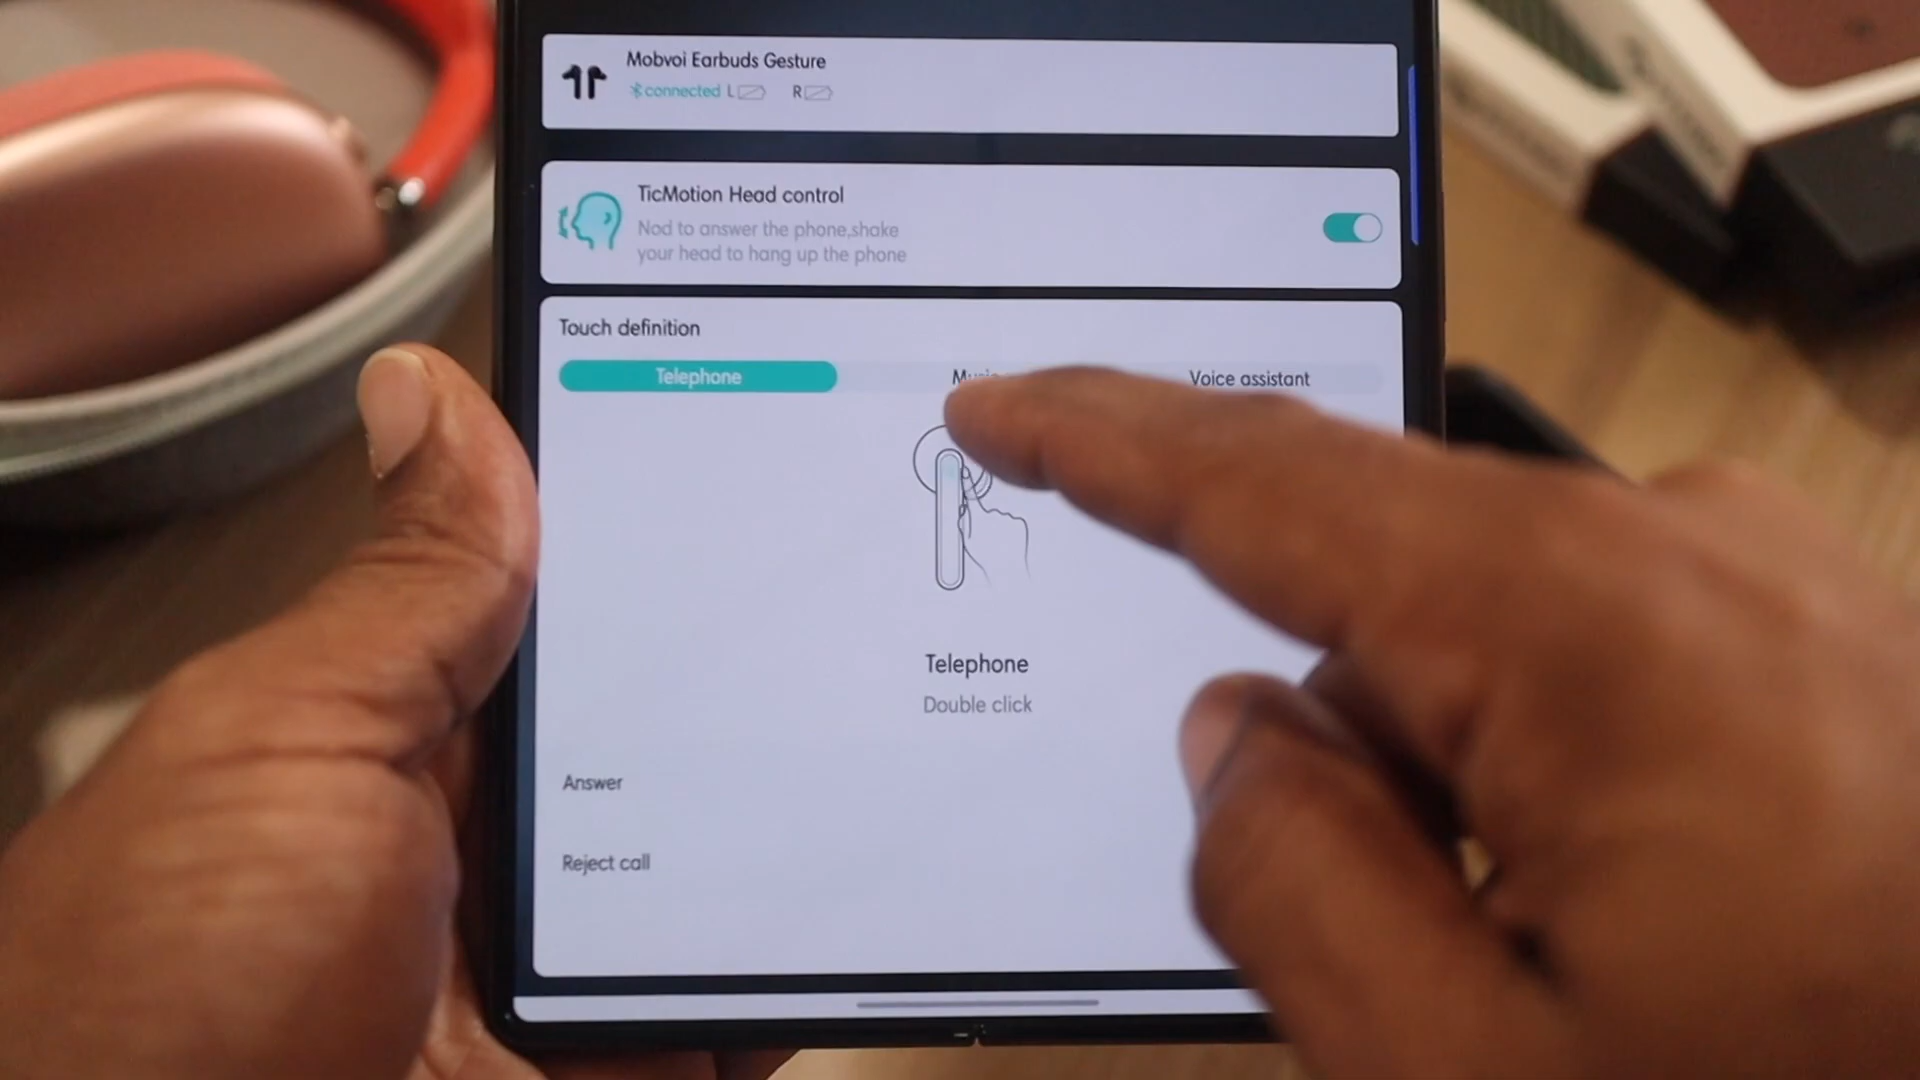 Mobvoi Earbuds Gesture
connected L R
TicMotion Head control
Nod to answer the phone,shake
your head to hang up the phone
Touch definition
Telephone
Voice assistant
Telephone
Double click
Answer
Reject call